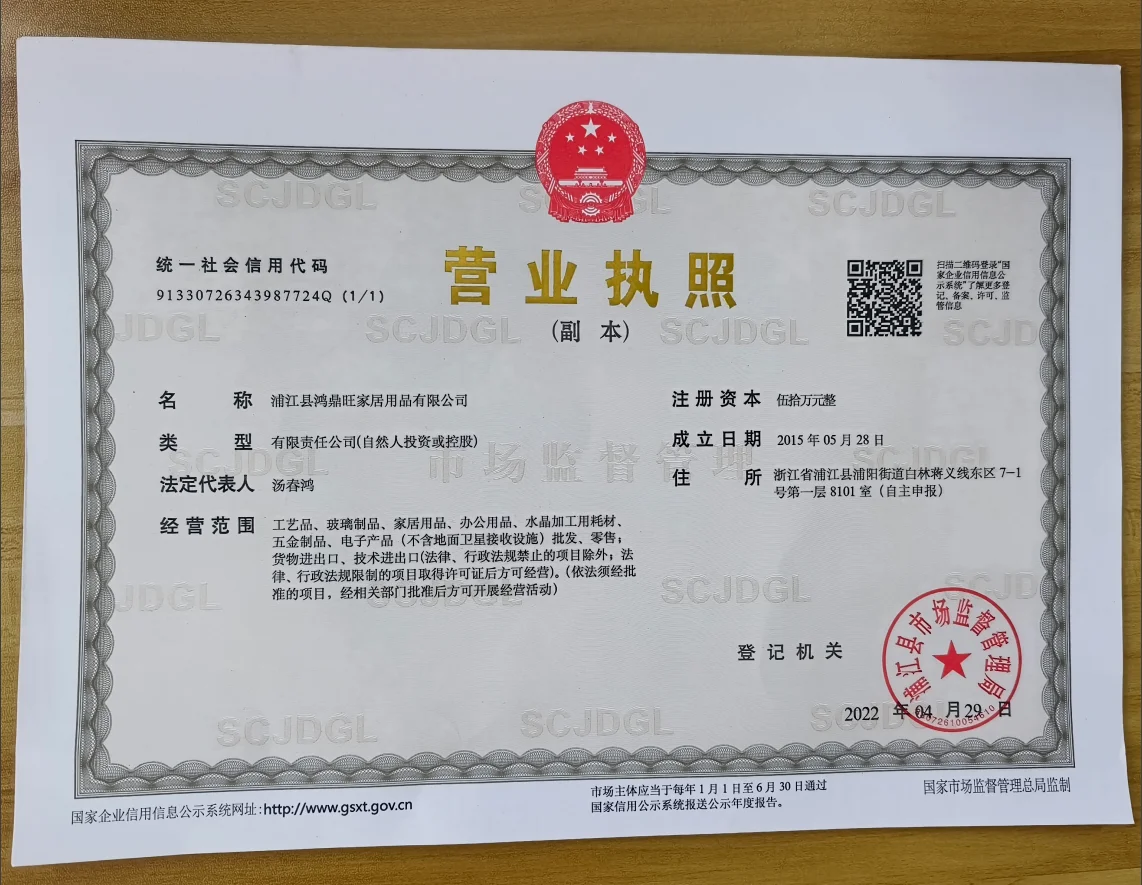 统一社会信用代码
91330726343987724Q (1/1)
营业执照
(副 本)
扫描二维码登录“国
家企业信用信息公
示系统”了解更多登
记、备案、许可、监
管信息
名 称 浦江县鸿鼎旺家居用品有限公司
类 型 有限责任公司(自然人投资或控股)
法定代表人 汤春鸿
经营范围 工艺品、玻璃制品、家居用品、办公用品、水晶加工用耗材、
五金制品、电子产品(不含地面卫星接收设施)批发、零售;
货物进出口、技术进出口(法律、行政法规禁止的项目除外;法
律、行政法规限制的项目取得许可证后方可经营)。(依法须经批
准的项目,经相关部门批准后方可开展经营活动)
注册资本 伍拾万元整
成立日期 2015 年 05 月 28 日
住 所 浙江省浦江县浦阳街道白林蒋义线东区 7-1
号第一层 8101 室(自主申报)
SCJDGL
市场监督管理
登记机关
浦江县市场监督管理局
2022 年 04 月 29 日
国家企业信用信息公示系统网址:http://www.gsxt.gov.cn
市场主体应当于每年 1 月 1 日至 6 月 30 日通过
国家信用公示系统报送公示年度报告。
国家市场监督管理总局监制